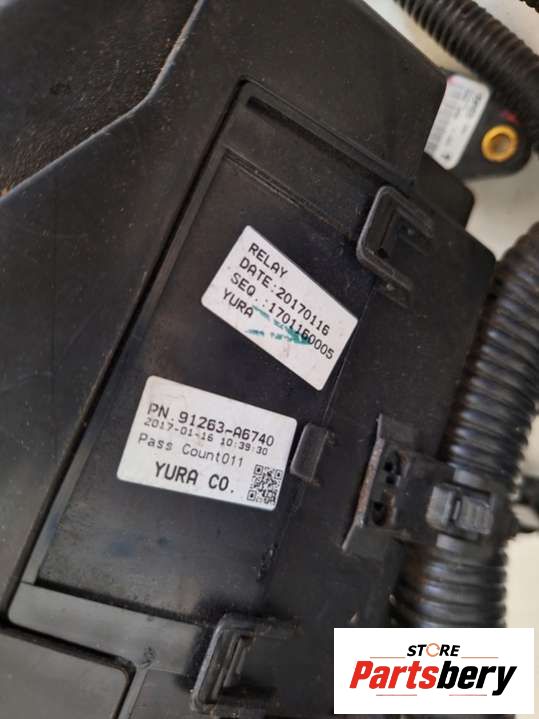 RELAY
DATE:20170116
SEQ.:1701160005
YURA
PN.91263-A6740
2017-01-16 10:39:30
Pass Count011
YURA CO.
STORE
Partsbery